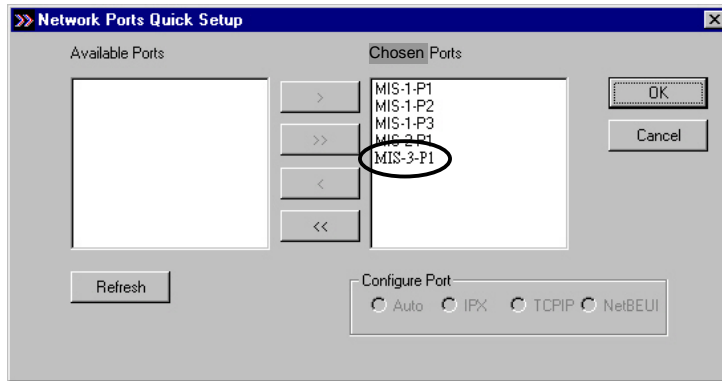 Network Ports Quick Setup
Available Ports
Chosen Ports
>
>>
<
<<
MIS-1-P1
MIS-1-P2
MIS-1-P3
MIS-2-P1
MIS-3-P1
OK
Cancel
Refresh
Configure Port
Auto IPX TCPIP NetBEUI